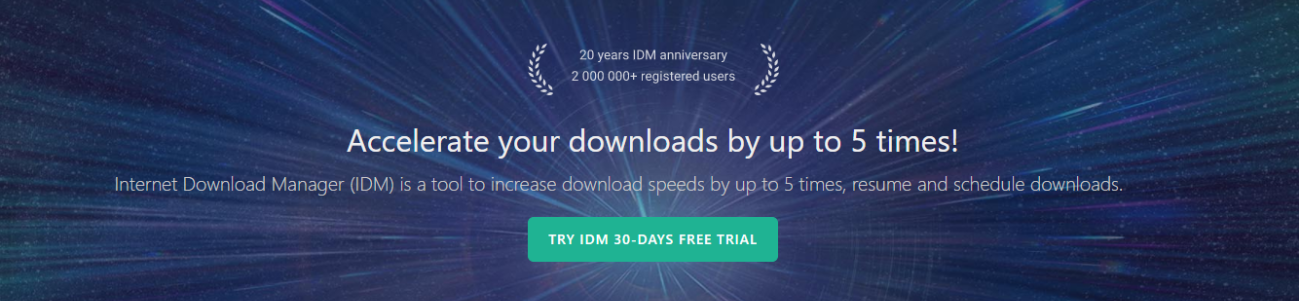 20 years IDM anniversary
2 000 000+ registered users
Accelerate your downloads by up to 5 times!
Internet Download Manager (IDM) is a tool to increase download speeds by up to 5 times, resume and schedule downloads.
TRY IDM 30-DAYS FREE TRIAL